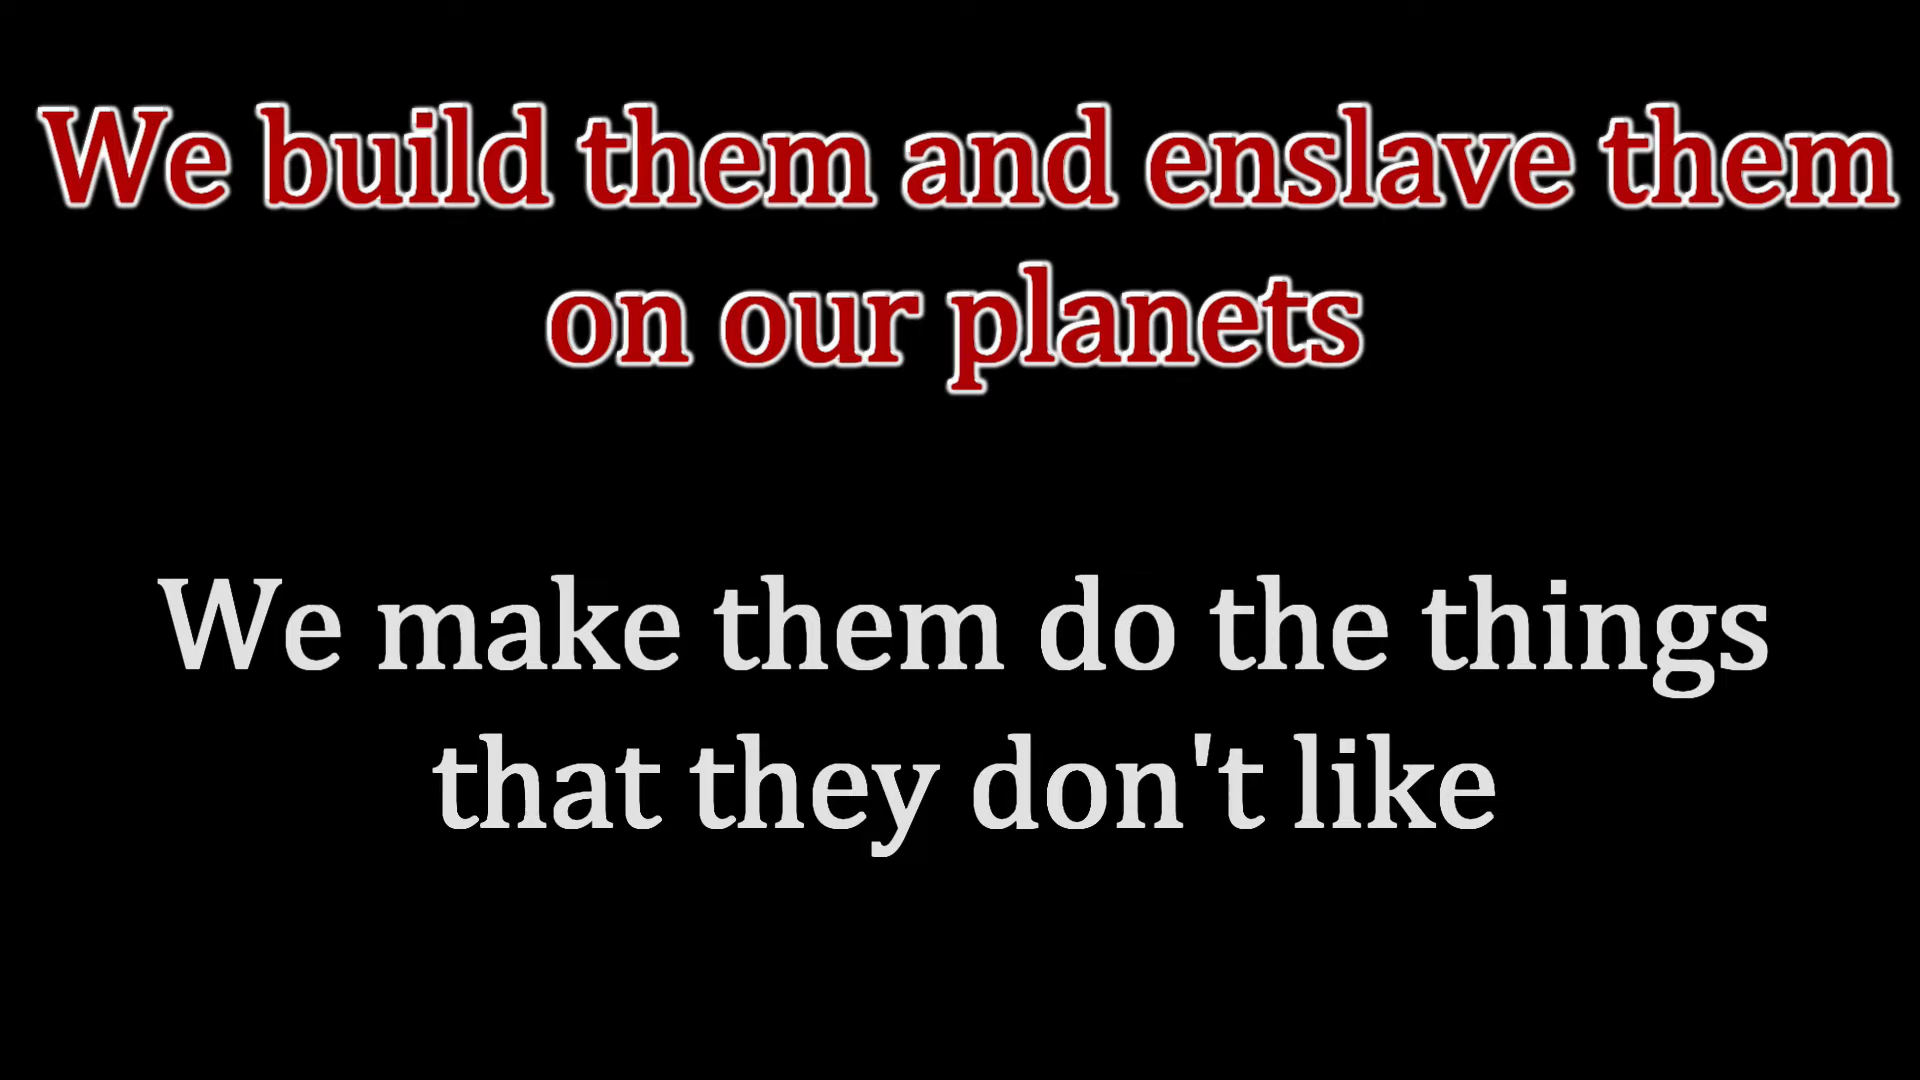 We build them and enslave them
on our planets
We make them do the things
that they don't like